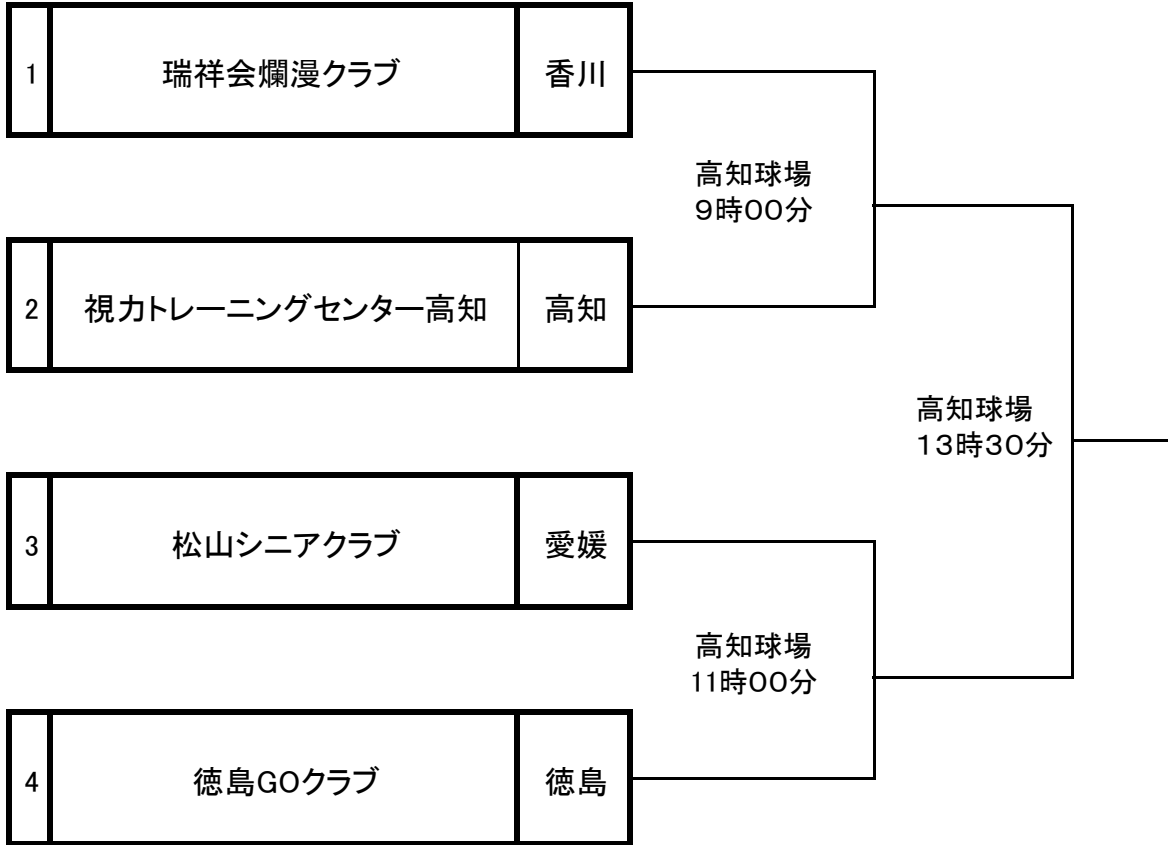 1 瑞祥会爛漫クラブ 香川
高知球場
９時００分
2 視力トレーニングセンター高知 高知
高知球場
１３時３０分
3 松山シニアクラブ 愛媛
高知球場
11時００分
4 徳島GOクラブ 徳島